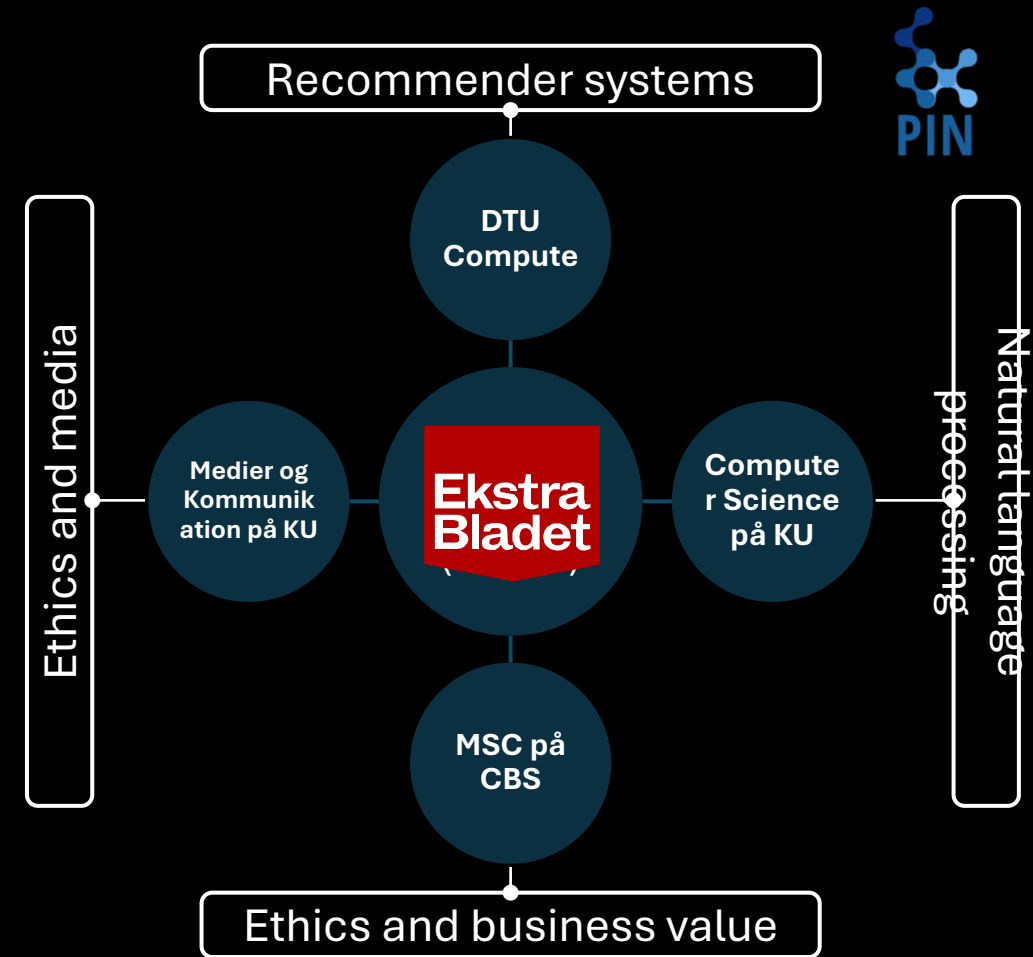 Recommender systems
PIN
DTU
Compute
Ethics and media
Medier og
Kommunik
ation på KU
Ekstra
Bladet
Compute
r Science
på KU
Natural language
processing
MSC på
CBS
Ethics and business value